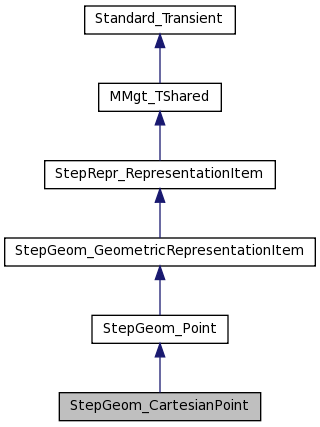 Standard_Transient
MMgt_TShared
StepRepr_RepresentationItem
StepGeom_GeometricRepresentationItem
StepGeom_Point
StepGeom_CartesianPoint